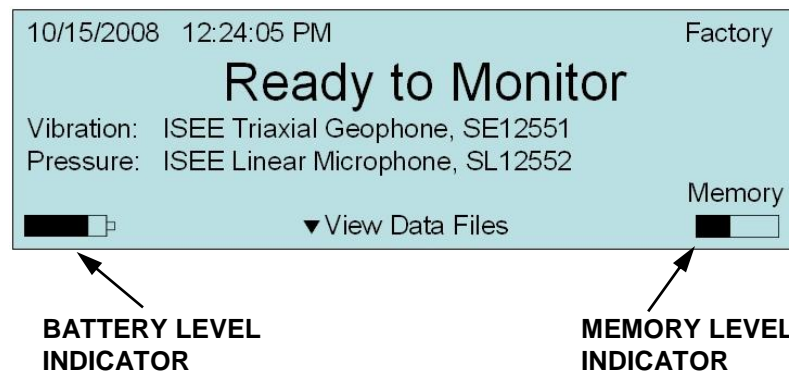 10/15/2008 12:24:05 PM Factory
Ready to Monitor
Vibration: ISEE Triaxial Geophone, SE12551
Pressure: ISEE Linear Microphone, SL12552
Memory
▼View Data Files
BATTERY LEVEL INDICATOR
MEMORY LEVEL INDICATOR